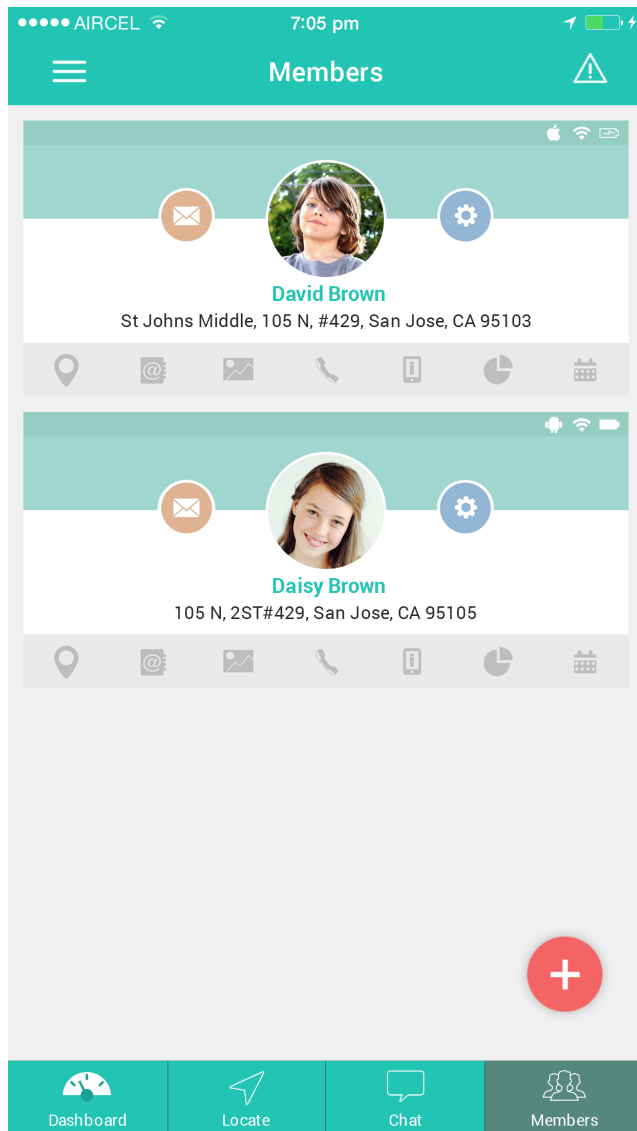 AIRCEL 7:05 pm
Members
David Brown
St Johns Middle, 105 N, #429, San Jose, CA 95103
Daisy Brown
105 N, 2ST#429, San Jose, CA 95105
Dashboard Locate Chat Members